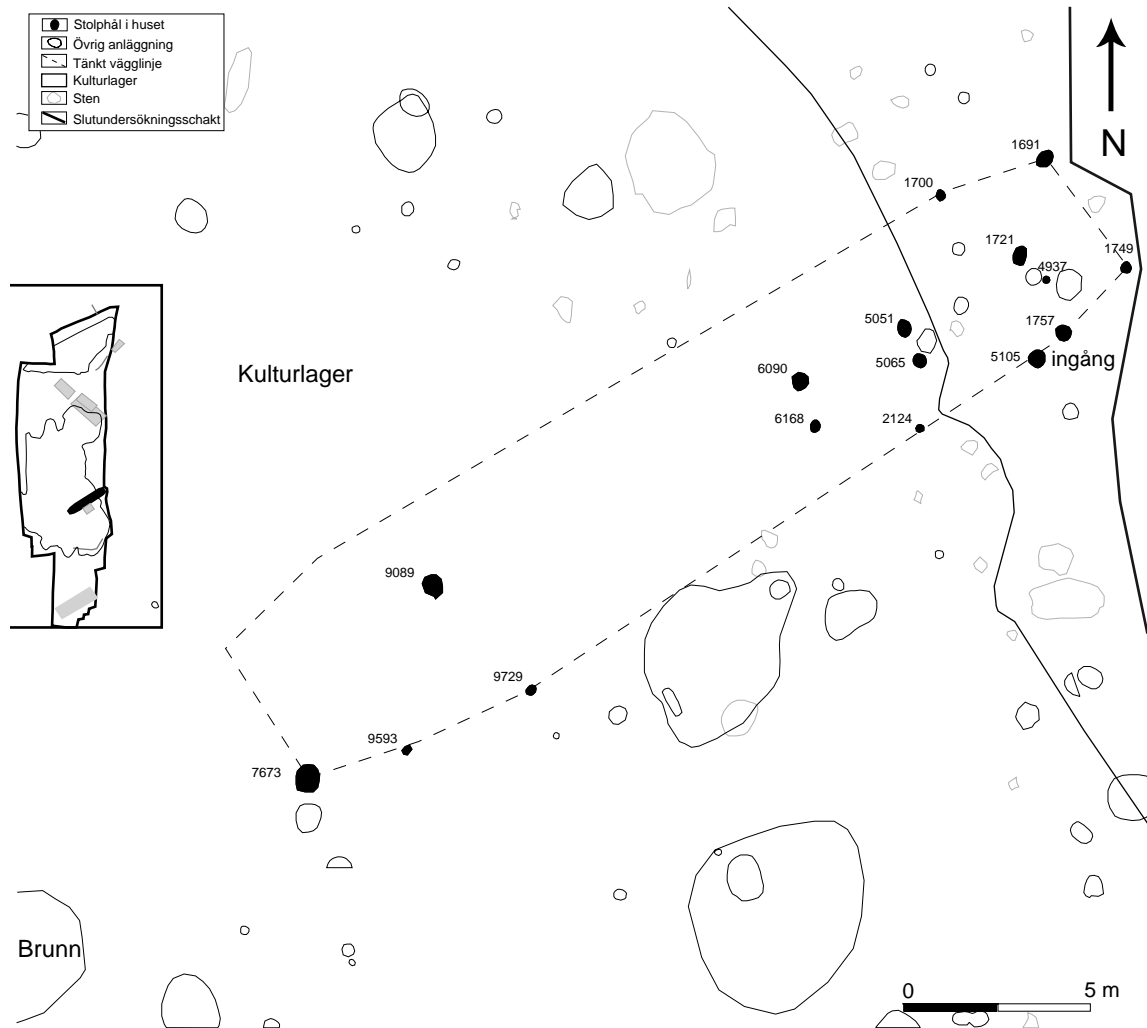 Stolphål i huset
Övrig anläggning
Tänkt vägglinje
Kulturlager
Sten
Slutundersökningsschakt
N
1691
1700
1721
1749
4937
5051
1757
5065
5105
ingång
Kulturlager
6090
6168
2124
9089
9729
9593
7673
Brunn
0
5 m